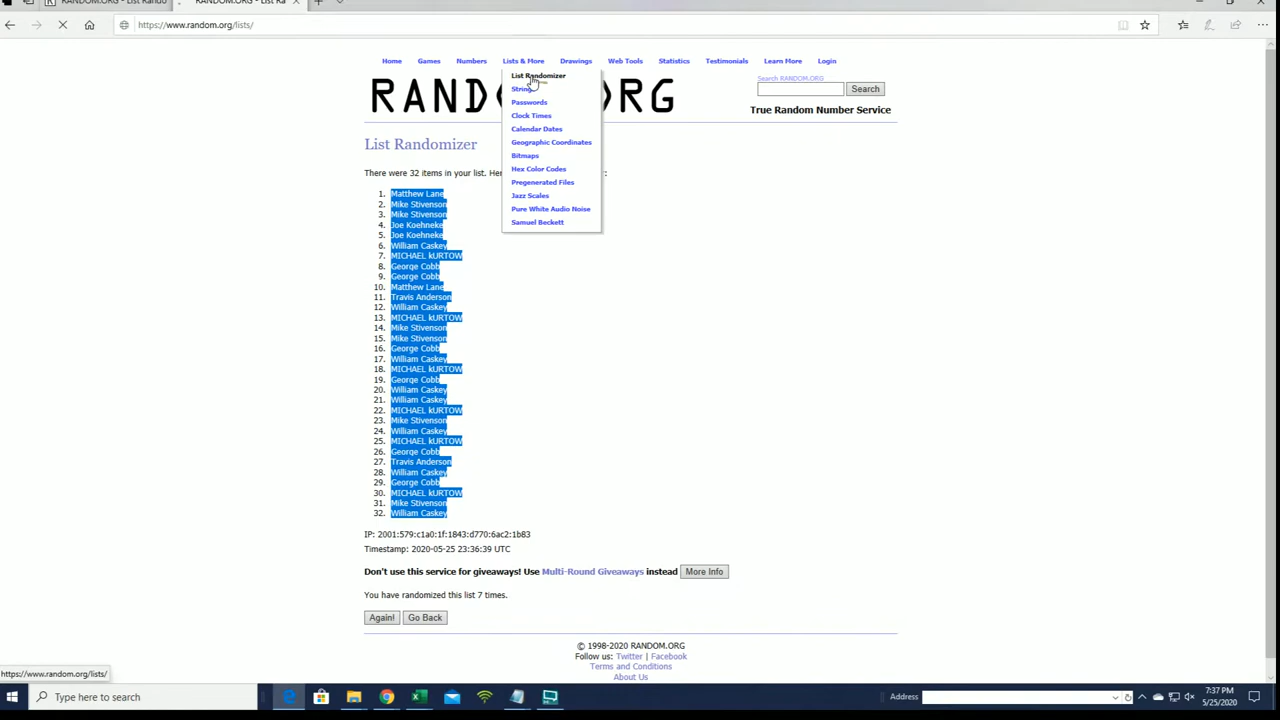 RANDOM.ORG - List Rando
RANDOM.ORG - List Ra
https://www.random.org/lists/
Home Games Numbers Lists & More Drawings Web Tools Statistics Testimonials Learn More Login
List Randomizer
Strings
Passwords
Clock Times
Calendar Dates
Geographic Coordinates
Bitmaps
Hex Color Codes
Pregenerated Files
Jazz Scales
Pure White Audio Noise
Samuel Beckett
Search RANDOM.ORG
Search
True Random Number Service
List Randomizer
There were 32 items in your list. Her
1. Matthew Lane
2. Mike Stivenson
3. Mike Stivenson
4. Joe Koehneke
5. Joe Koehneke
6. William Caskey
7. MICHAEL kURTOW
8. George Cobb
9. George Cobb
10. Matthew Lane
11. Travis Anderson
12. William Caskey
13. MICHAEL kURTOW
14. Mike Stivenson
15. Mike Stivenson
16. George Cobb
17. William Caskey
18. MICHAEL kURTOW
19. George Cobb
20. William Caskey
21. William Caskey
22. MICHAEL kURTOW
23. Mike Stivenson
24. William Caskey
25. MICHAEL kURTOW
26. George Cobb
27. Travis Anderson
28. William Caskey
29. George Cobb
30. MICHAEL kURTOW
31. Mike Stivenson
32. William Caskey
IP: 2001:579:c1a0:1f:1843:d770:6ac2:1b83
Timestamp: 2020-05-25 23:36:39 UTC
Don't use this service for giveaways! Use Multi-Round Giveaways instead More Info
You have randomized this list 7 times.
Again! Go Back
© 1998-2020 RANDOM.ORG
Follow us: Twitter | Facebook
Terms and Conditions
About Us
https://www.random.org/lists/
Type here to search
Address
7:37 PM
5/25/2020